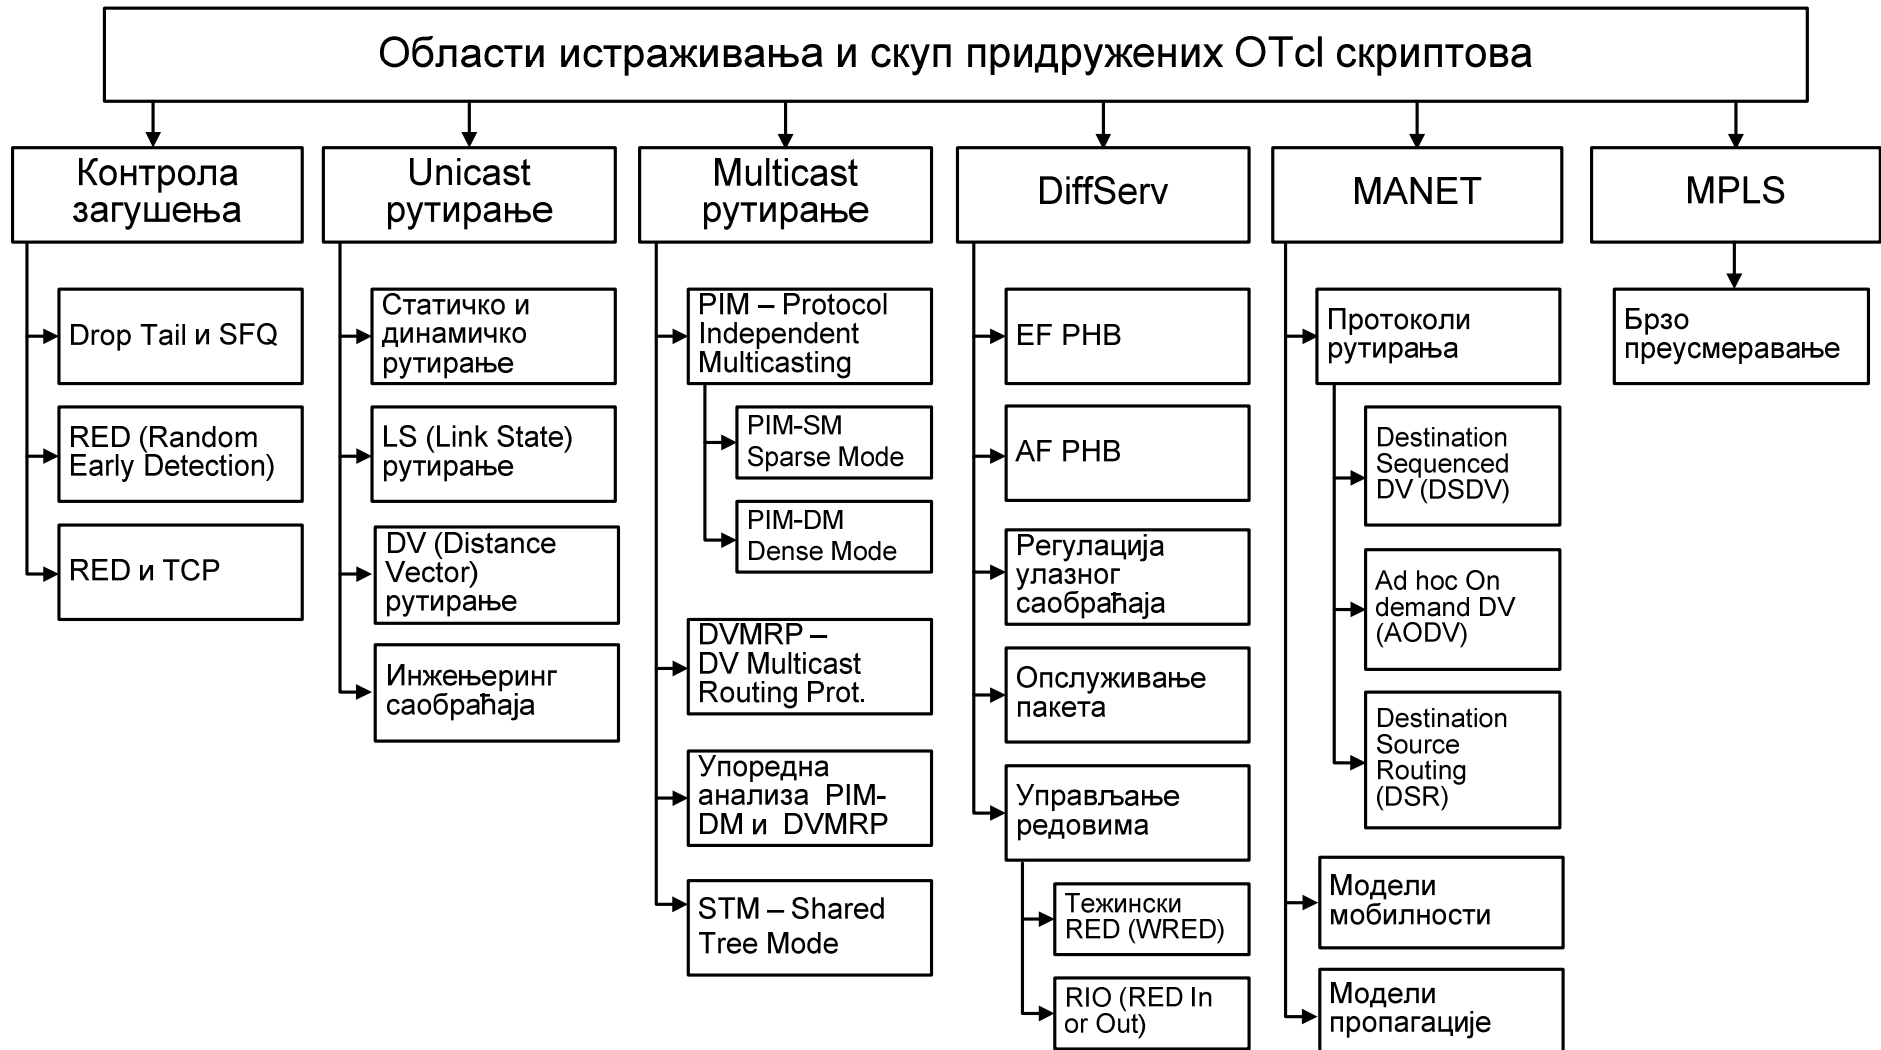 Области истраживања и скуп придружених OTcl скриптова
Контрола
загушења
Drop Tail и SFQ
RED (Random
Early Detection)
RED и TCP
Unicast
рутирање
Статичко и
динамичко
рутирање
LS (Link State)
рутирање
DV (Distance
Vector)
рутирање
Инжењеринг
саобраћаја
Multicast
рутирање
PIM – Protocol
Independent
Multicasting
PIM-SM
Sparse Mode
PIM-DM
Dense Mode
DVMRP –
DV Multicast
Routing Prot.
Упоредна
анализа PIM-
DM и DVMRP
STM – Shared
Tree Mode
DiffServ
EF PHB
AF PHB
Регулација
улазног
саобраћаја
Опслуживање
пакета
Управљање
редовима
Тежински
RED (WRED)
RIO (RED In
or Out)
MANET
Протоколи
рутирања
Destination
Sequenced
DV (DSDV)
Ad hoc On
demand DV
(AODV)
Destination
Source
Routing
(DSR)
Модели
мобилности
Модели
пропагације
MPLS
Брзо
преусмеравање